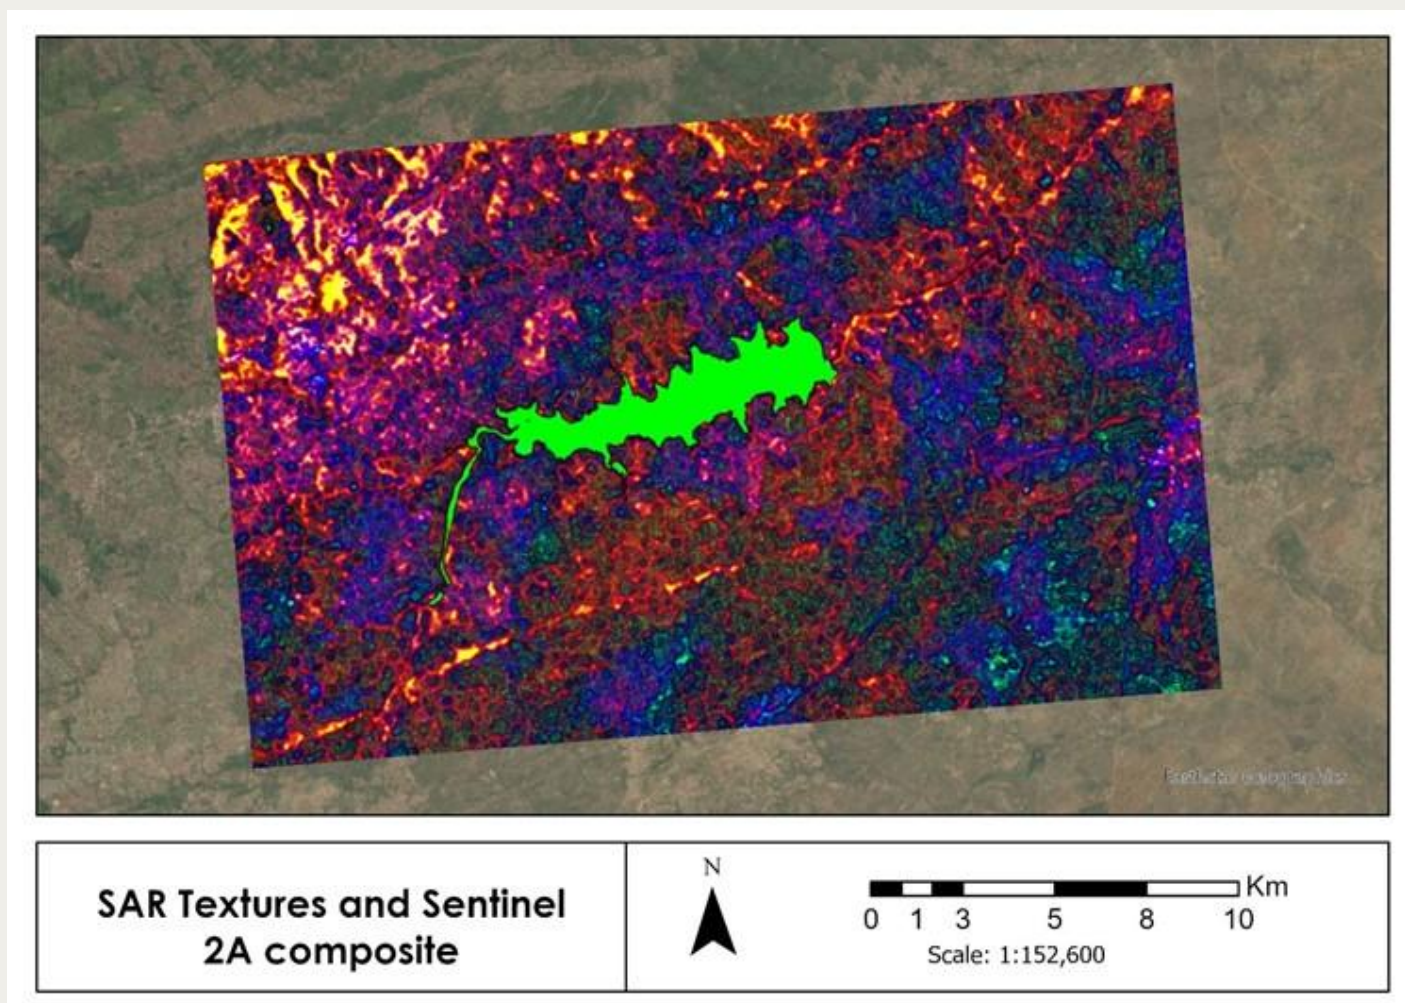 SAR Textures and Sentinel
2A composite
N
Km
0 1 3 5 8 10
Scale: 1:152,600